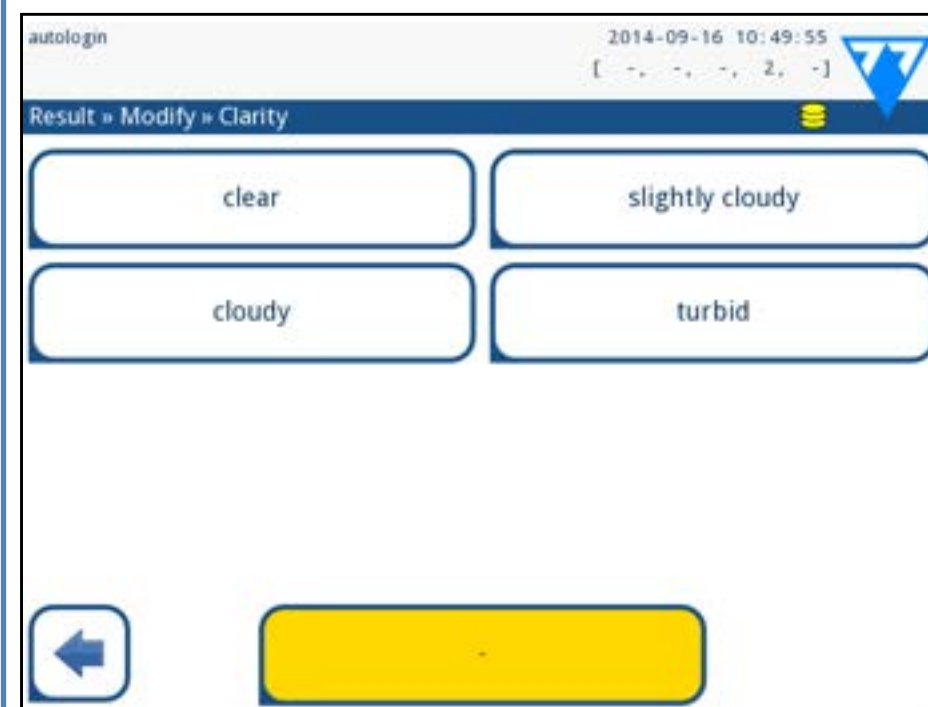 autologin 2014-09-16 10:49:55
[ -, -, -, 2, -]
Result » Modify » Clarity
clear slightly cloudy
cloudy turbid
-